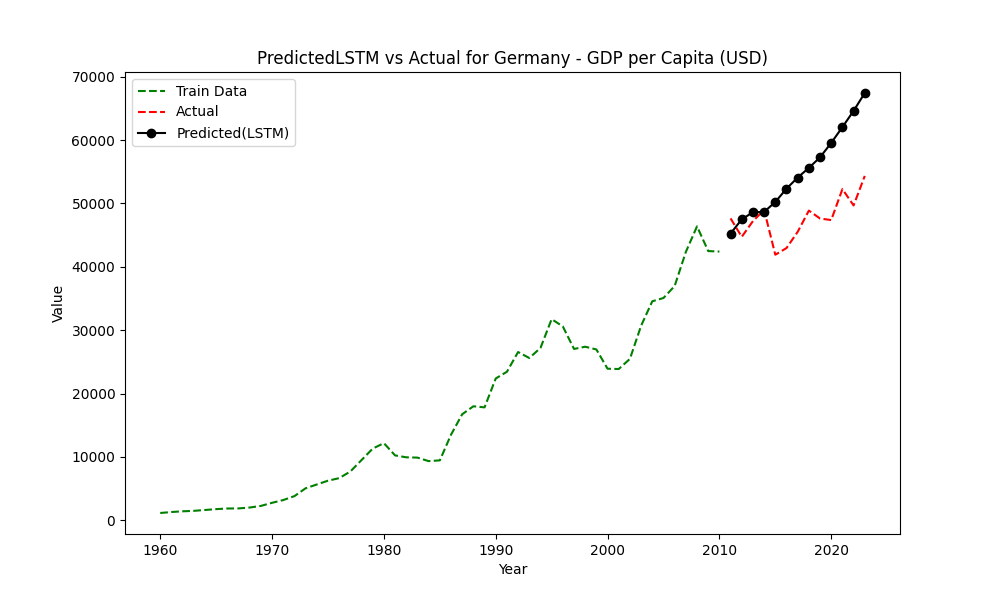 PredictedLSTM vs Actual for Germany - GDP per Capita (USD)
Train Data
Actual
Predicted(LSTM)
Value
70000
60000
50000
40000
30000
20000
10000
0
1960
1970
1980
1990
2000
2010
2020
Year